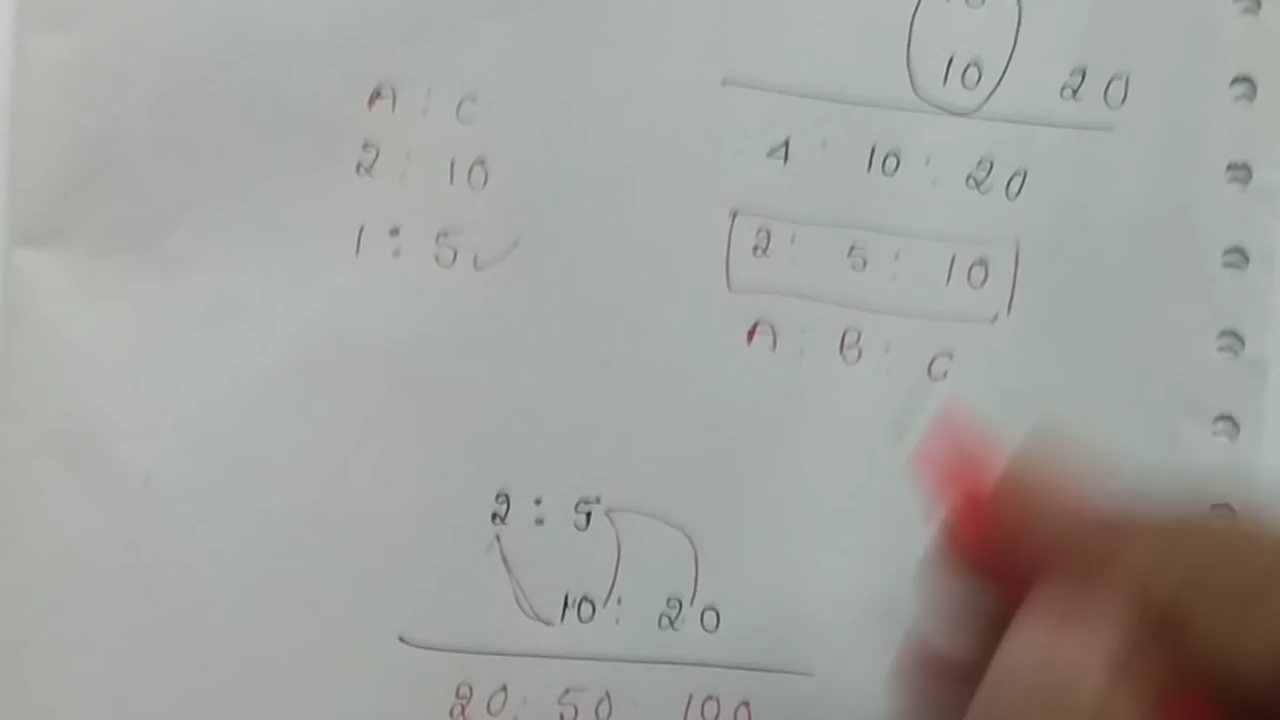 10 20
4 : 10 : 20
2 : 5 : 10
A : B : C
A : C
2 : 10
1 : 5 ✓
2 : 5
10 : 20
20 : 50 : 100